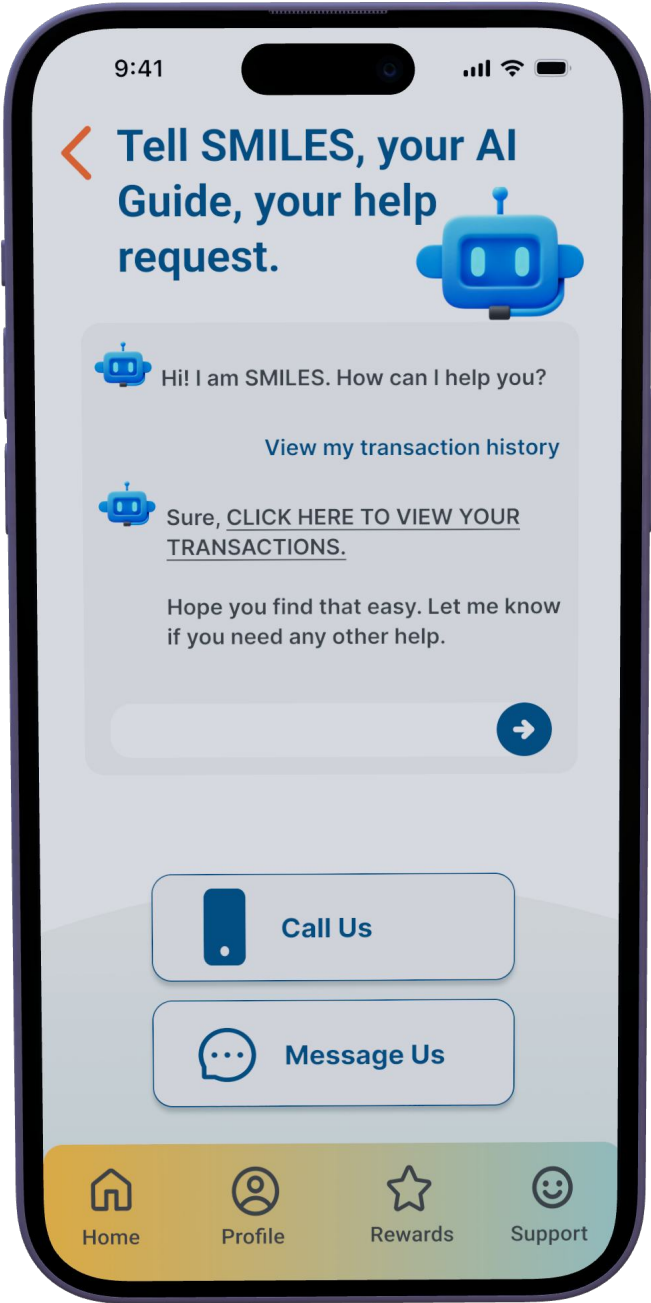 9:41
Tell SMILES, your AI
Guide, your help
request.
Hi! I am SMILES. How can I help you?
View my transaction history
Sure, CLICK HERE TO VIEW YOUR
TRANSACTIONS.
Hope you find that easy. Let me know
if you need any other help.
Call Us
Message Us
Home
Profile
Rewards
Support